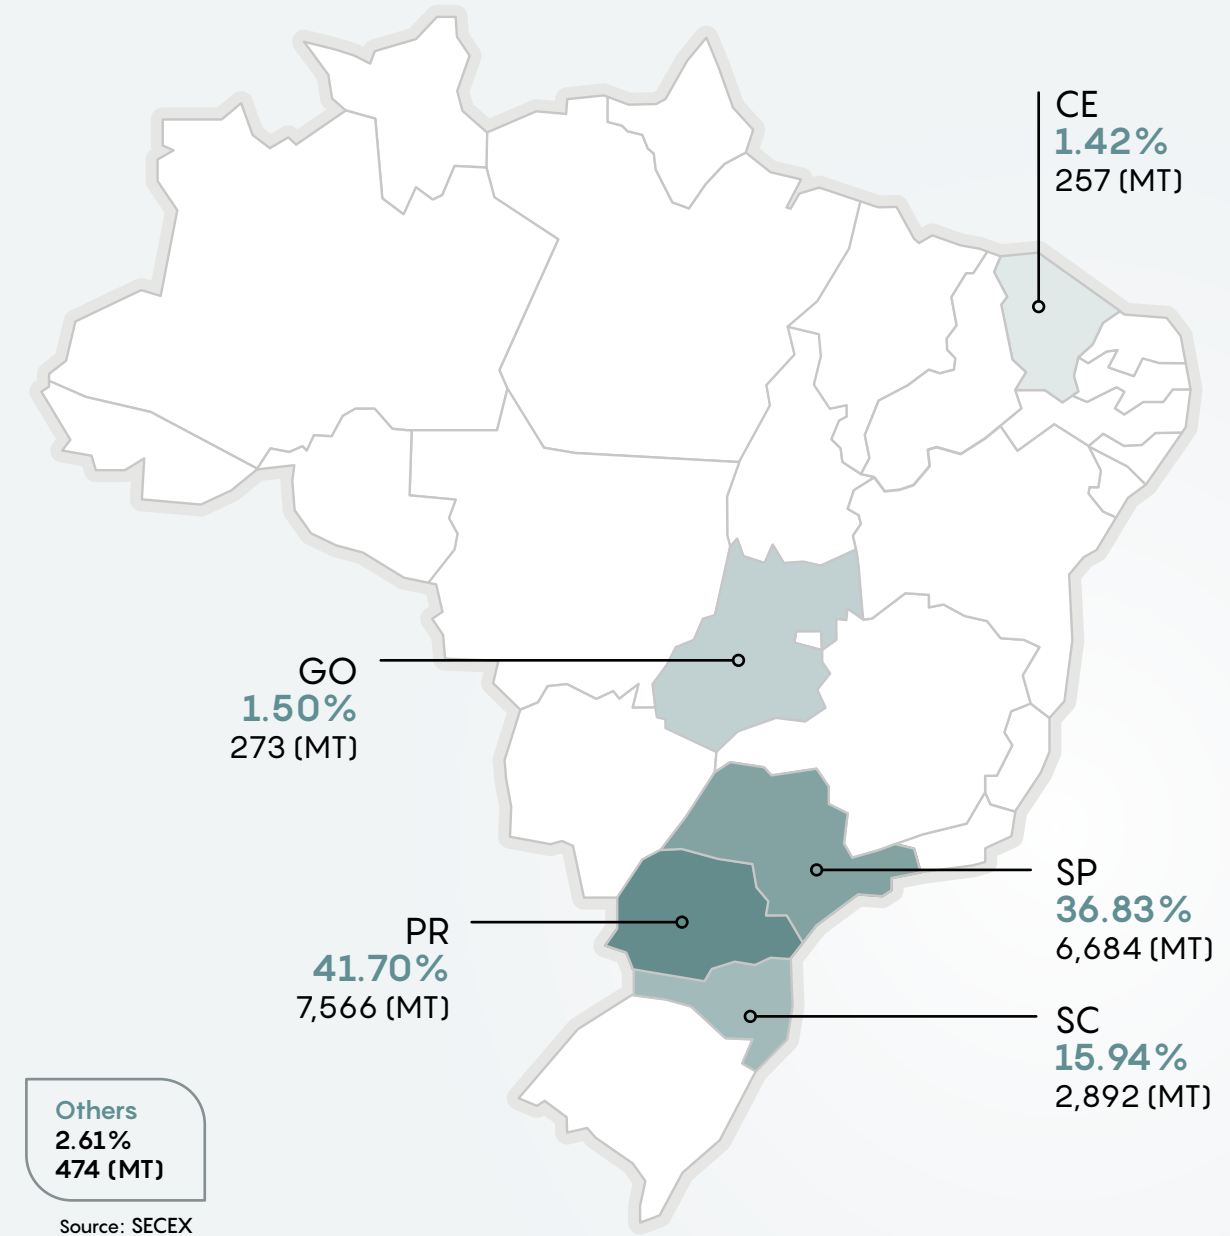 CE
1.42%
257 (MT)
GO
1.50%
273 (MT)
SP
36.83%
6,684 (MT)
PR
41.70%
7,566 (MT)
SC
15.94%
2,892 (MT)
Others
2.61%
474 (MT)
Source: SECEX